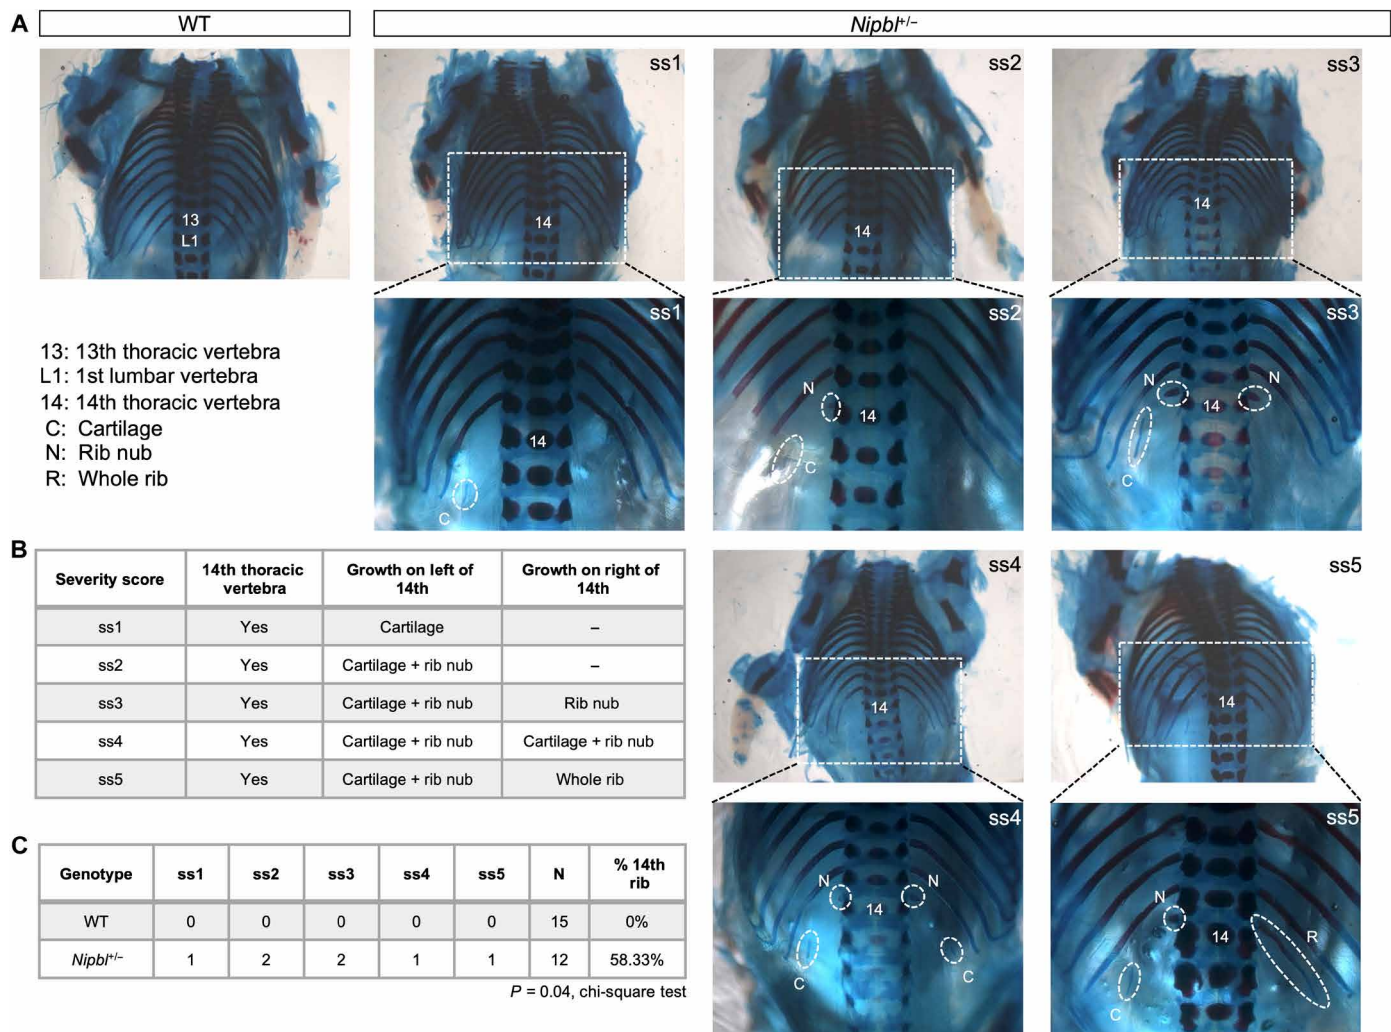 A
WT
Nipbl+/−
ss1
ss2
ss3
13
L1
14
14
14
ss1
ss2
ss3
14
C
N
14
C
N
N
14
C
13: 13th thoracic vertebra
L1: 1st lumbar vertebra
14: 14th thoracic vertebra
C: Cartilage
N: Rib nub
R: Whole rib
B
Severity score 14th thoracic vertebra Growth on left of 14th Growth on right of 14th
ss1 Yes Cartilage –
ss2 Yes Cartilage + rib nub –
ss3 Yes Cartilage + rib nub Rib nub
ss4 Yes Cartilage + rib nub Cartilage + rib nub
ss5 Yes Cartilage + rib nub Whole rib
ss4
ss5
14
14
ss4
ss5
N
N
14
C
C
N
14
R
C
C
Genotype ss1 ss2 ss3 ss4 ss5 N % 14th rib
WT 0 0 0 0 0 15 0%
Nipbl+/− 1 2 2 1 1 12 58.33%
P = 0.04, chi-square test